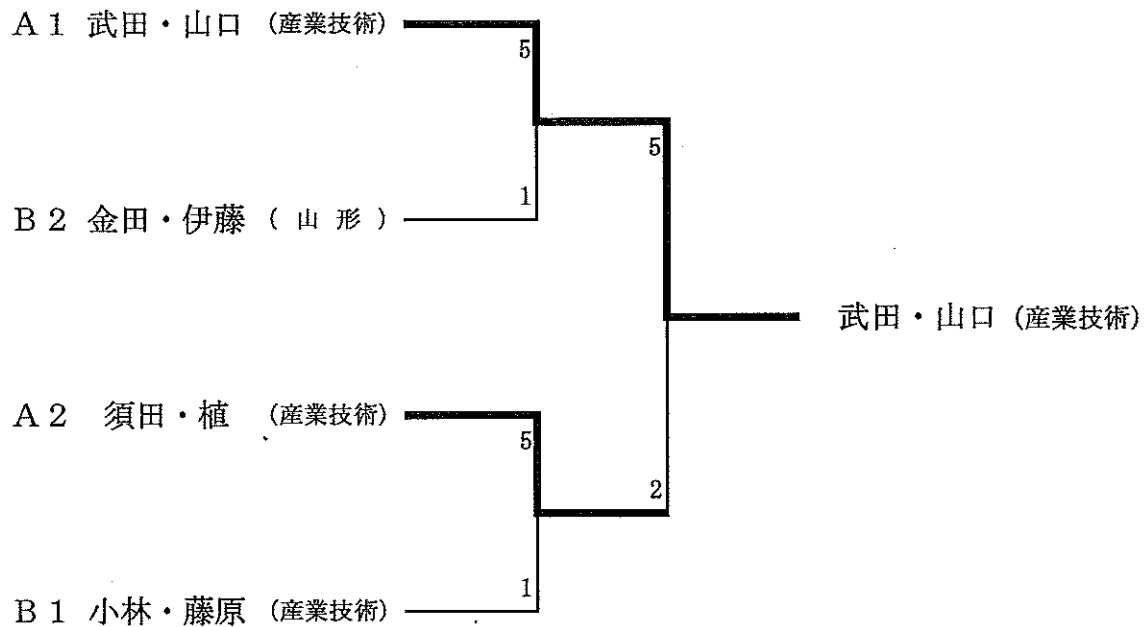 A1 武田・山口 (産業技術)
5
5
1
B2 金田・伊藤 (山形)
武田・山口 (産業技術)
A2 須田・植 (産業技術)
5
2
1
B1 小林・藤原 (産業技術)